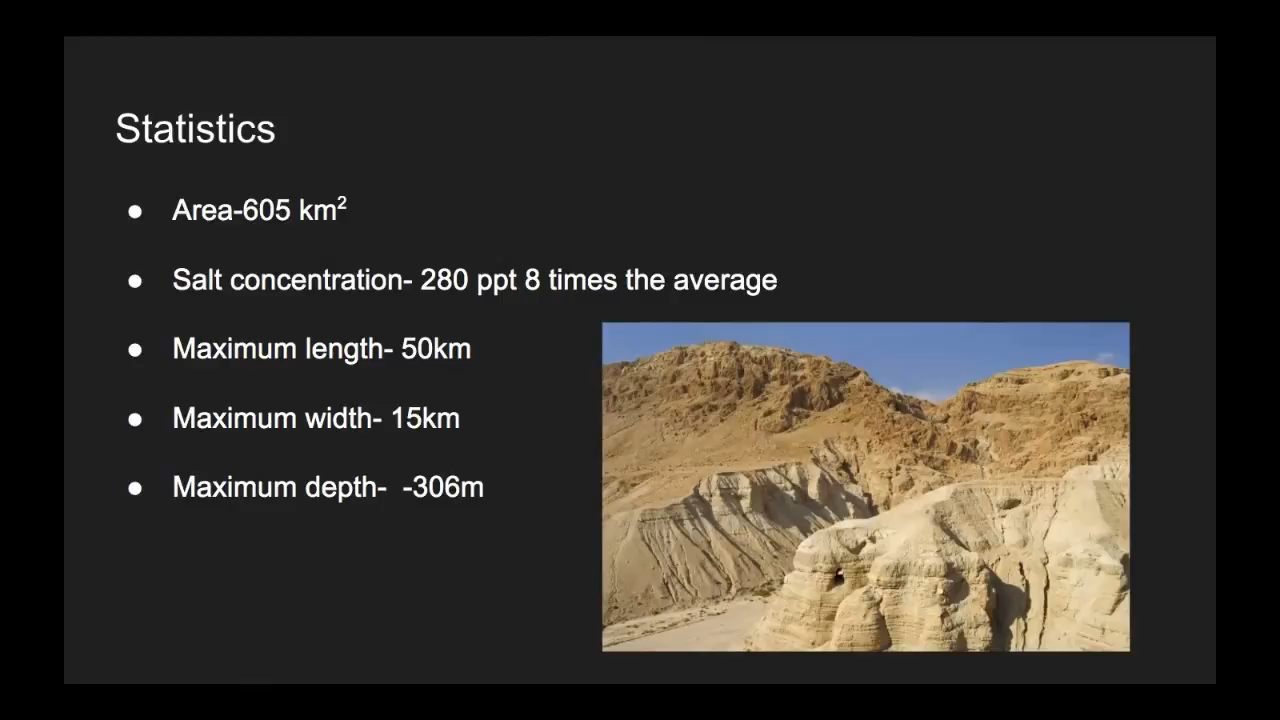 Statistics
● Area-605 km²
● Salt concentration- 280 ppt 8 times the average
● Maximum length- 50km
● Maximum width- 15km
● Maximum depth-  -306m